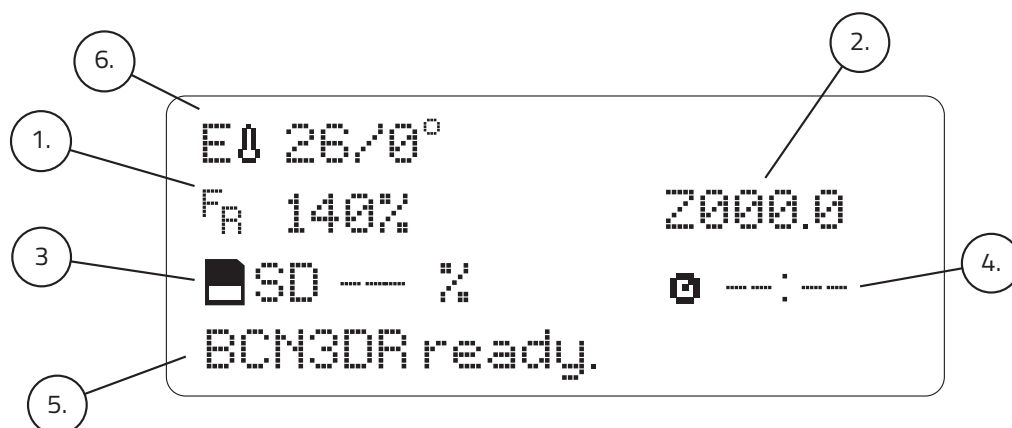 6.
2.
E 26/0°
1.
FR 140% Z000.0
3
SD --- % --:--
4.
BCN3DR ready.
5.